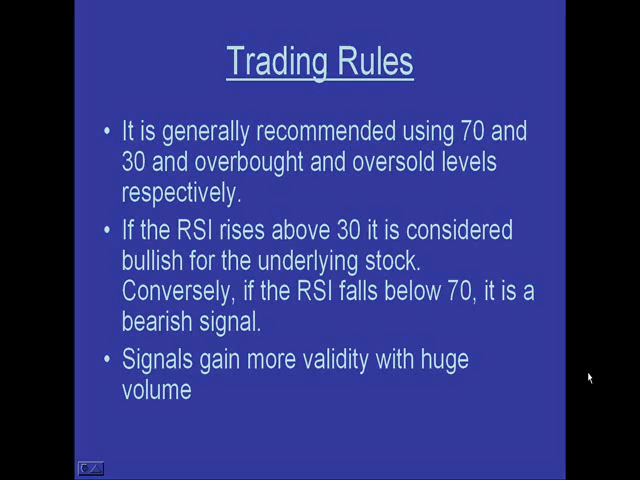 Trading Rules
• It is generally recommended using 70 and
30 and overbought and oversold levels
respectively.
• If the RSI rises above 30 it is considered
bullish for the underlying stock.
Conversely, if the RSI falls below 70, it is a
bearish signal.
• Signals gain more validity with huge
volume